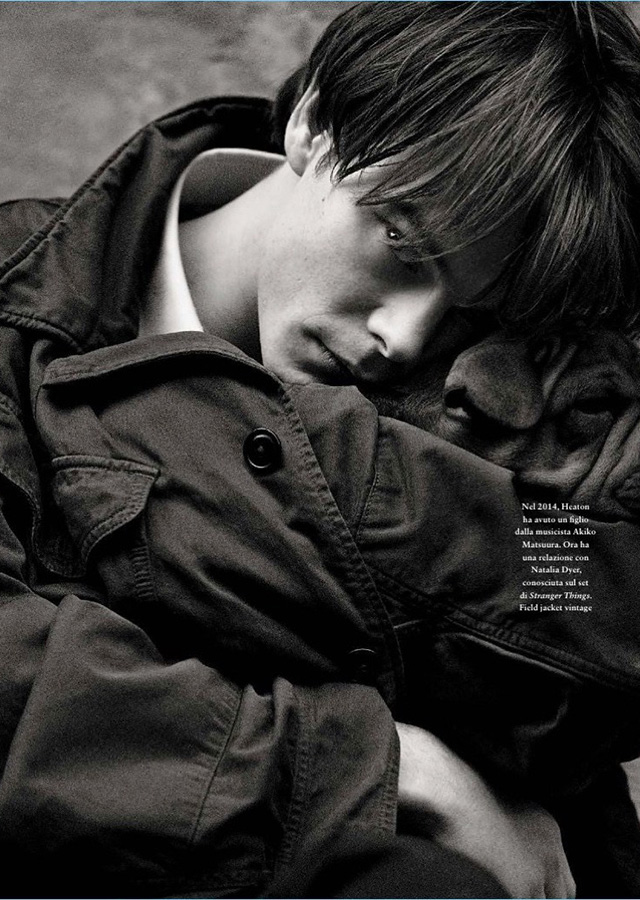 Nel 2014, Heaton
ha avuto un figlio
dalla musicista Akiko
Matsuura. Ora ha
una relazione con
Natalia Dyer,
conosciuta sul set
di Stranger Things.
Field jacket vintage